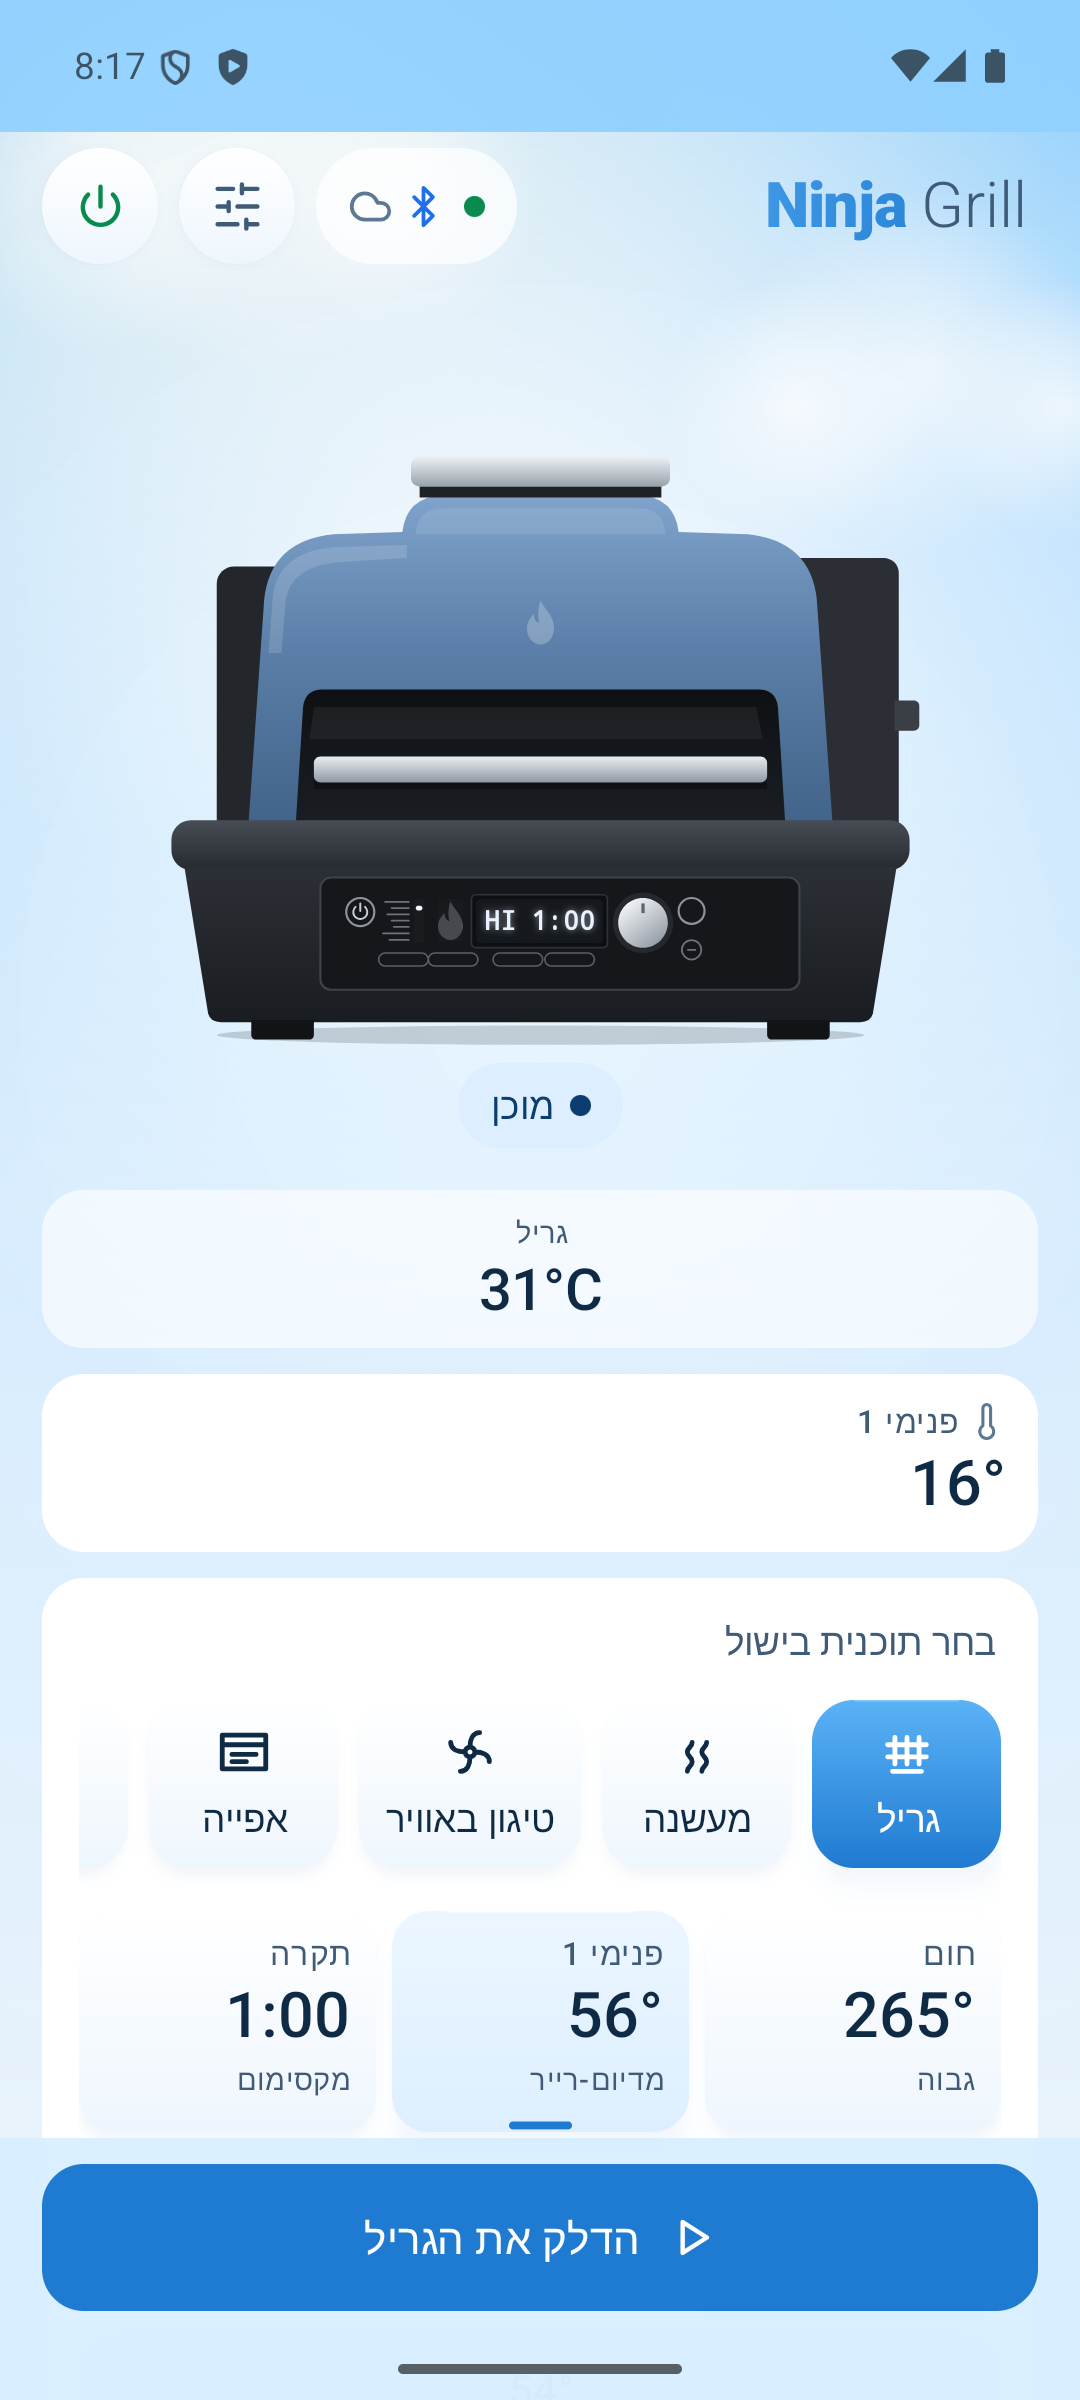 8:17
Ninja Grill
HI 1:00
מוכן
גריל
31°C
פנימי 1
16°
בחר תוכנית בישול
גריל
מעשנה
טיגון באוויר
אפייה
חום
265°
גבוה
פנימי 1
56°
מדיום-רייר
תקרה
1:00
מקסימום
הדלק את הגריל
54°